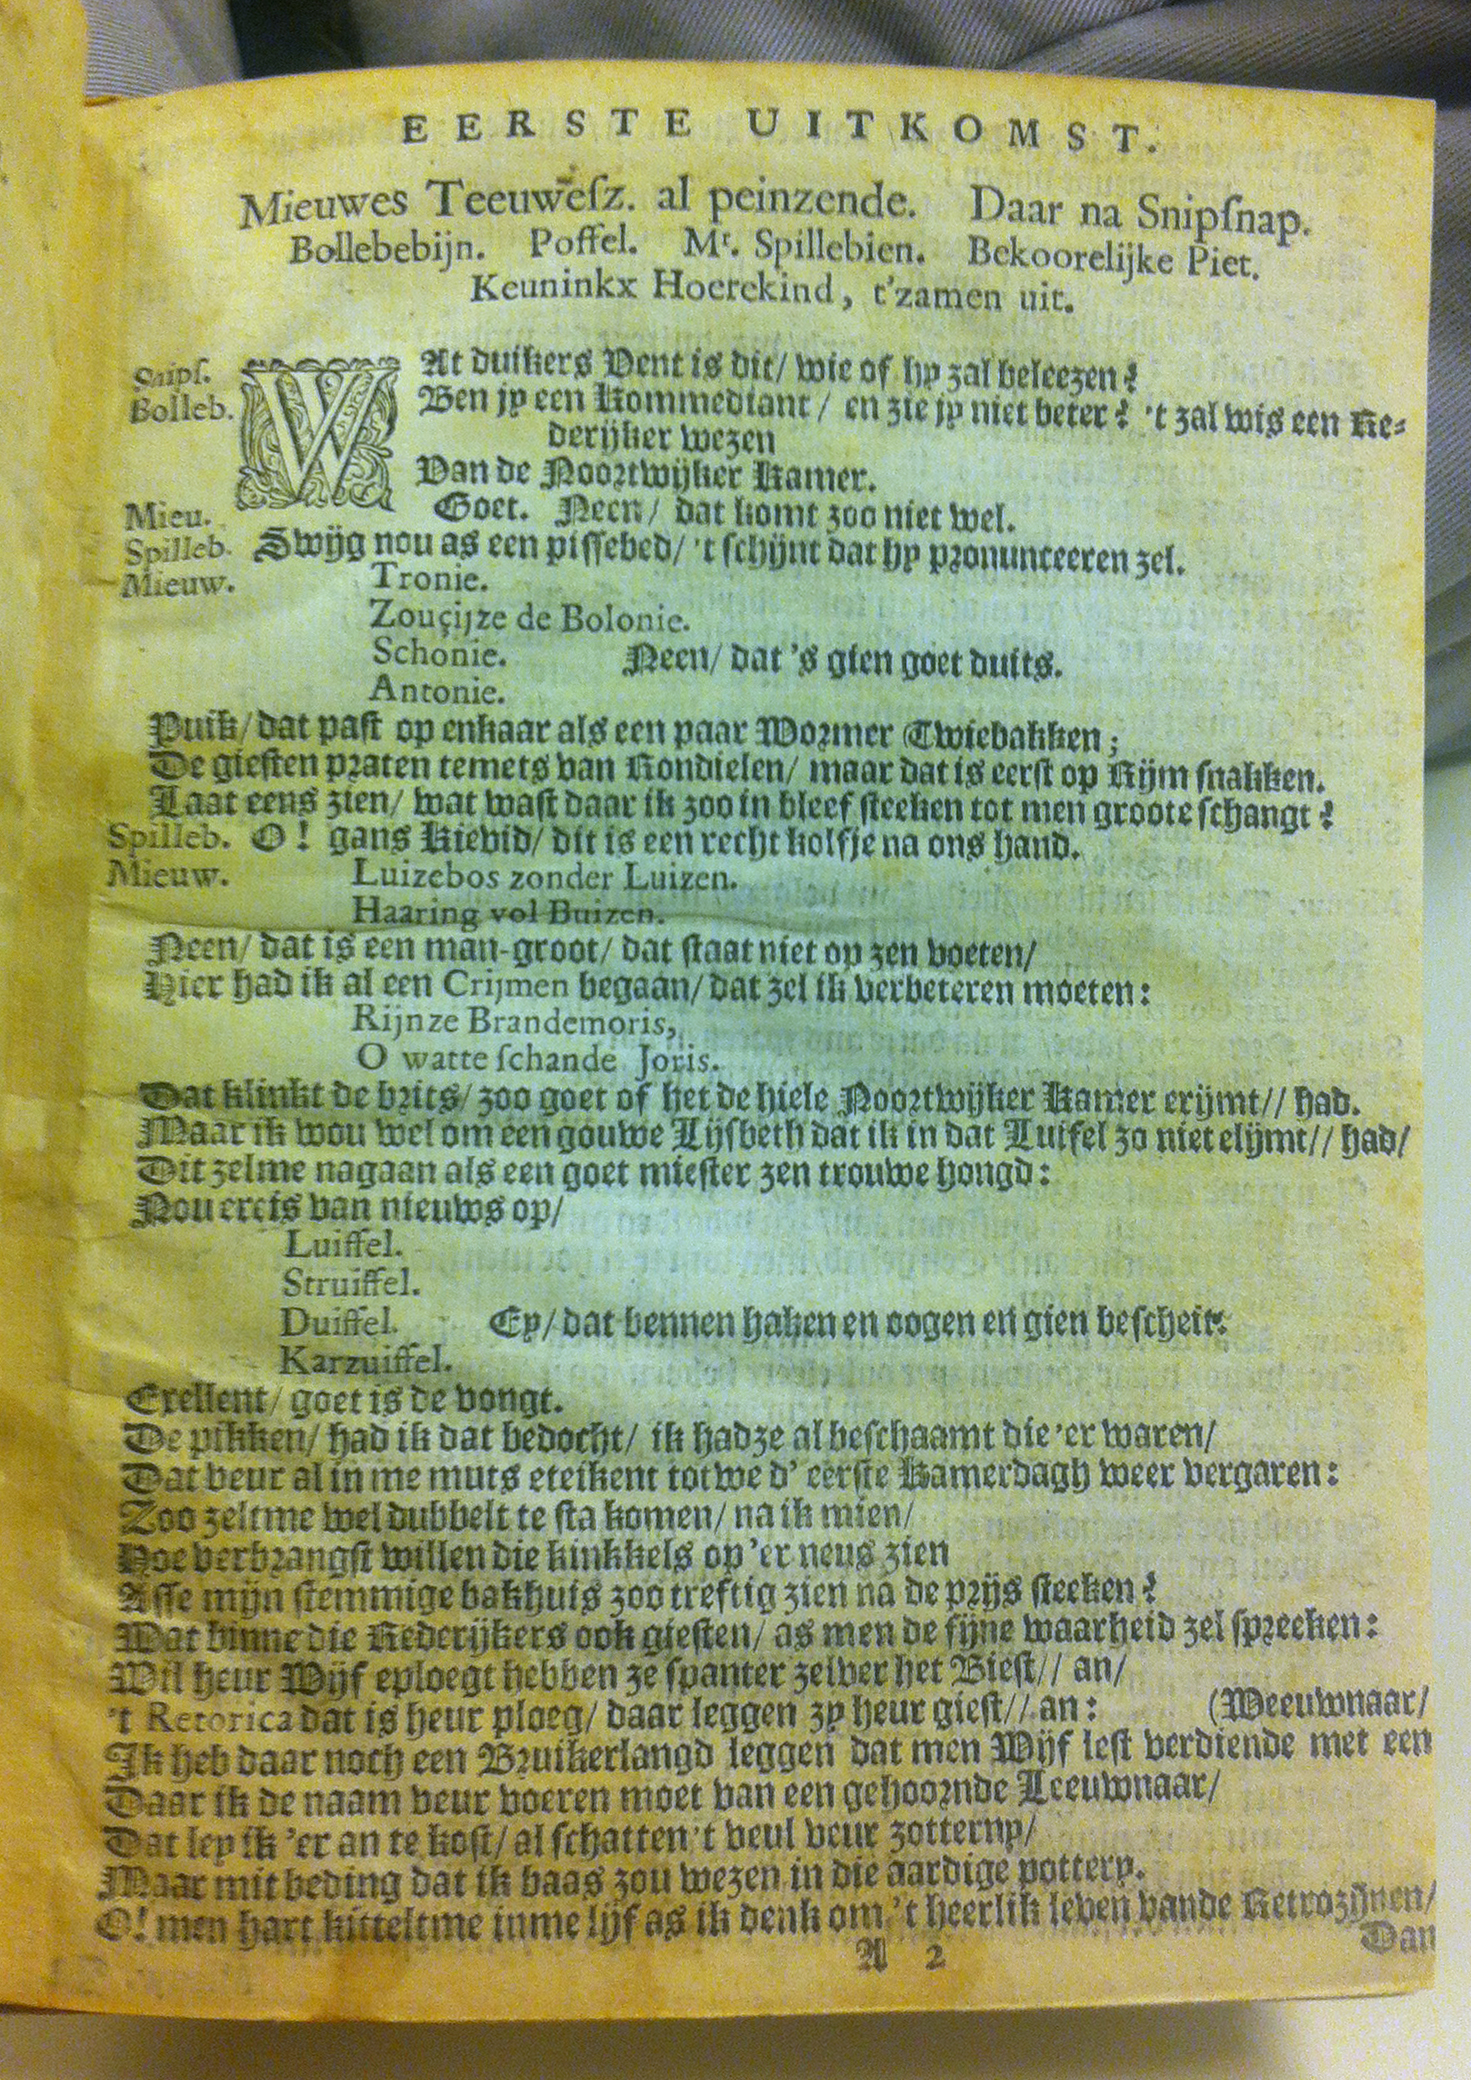 EERSTE UITKOMST.
Mieuwes Teeuwesz. al peinzende. Daar na Snipsnap.
Bollebebijn. Poffel. Mr. Spillebien. Bekoorelijke Piet.
Keuninkx Hoerekind, t'zamen uit.
Snips. WAt duikers Vent is dit/ wie of hy zal beleezen?
Bolleb. Ben jy een Kommediant/ en zie jy niet beter? 't zal wis een Re-
derijker wezen
Van de Noortwijker Kamer.
Mieu. Goet. Neen/ dat komt zoo niet wel.
Spilleb. Swijg nou as een pissebed/ 't schijnt dat hy pronunceeren zel.
Mieuw. Tronie.
Zouçijze de Bolonie.
Schonie. Neen/ dat 's gien goet duits.
Antonie.
Puik/ dat past op enkaar als een paar Wormer Twiebakken;
De giesten praten temets van Rondielen/ maar dat is eerst op Rijm snakken.
Laat eens zien/ wat wast daar ik zoo in bleef steeken tot men groote schangt?
Spilleb. O! gans Kievid/ dit is een recht kolfje na ons hand.
Mieuw. Luizebos zonder Luizen.
Haaring vol Buizen.
Neen/ dat is een man-groot/ dat staat niet op zen voeten/
Hier had ik al een Crijmen begaan/ dat zel ik verbeteren moeten:
Rijnze Brandemoris,
O watte schande Joris.
Dat klinkt de brits/ zoo goet of het de hiele Noortwijker Kamer erijmt// had.
Maar ik wou wel om een gouwe Lijsbeth dat ik in dat Luifel zo niet elijmt// had/
Dit zelme nagaan als een goet miester zen trouwe hongd:
Nou ereis van nieuws op/
Luiffel.
Struiffel.
Duiffel. Ey/ dat bennen haken en oogen en gien bescheit.
Karzuiffel.
Exellent/ goet is de vongt.
De pikken/ had ik dat bedocht/ ik hadze al beschaamt die 'er waren/
Dat veur al in me muts eteikent totwe d' eerste Kamerdagh weer vergaren:
Zoo zeltme wel dubbelt te sta komen/ na ik mien/
Hoe verbrangst willen die kinkkels op 'er neus zien
Asse mijn stemmige bakhuis zoo treftig zien na de prijs steeken?
Wat binne die Rederijkers ook giesten/ as men de fijne waarheid zel spreeken:
Wil heur Wijf eploegt hebben ze spanter zelver het Biest// an/
't Retorica dat is heur ploeg/ daar leggen zy heur giest// an: (Meeuwnaar/
Ik heb daar noch een Bruikerlangd leggen dat men Wijf lest verdiende met een
Daar ik de naam veur voeren moet van een gehoornde Leeuwnaar/
Dat ley ik 'er an te kost/ al schatten 't veul veur zotterny/
Maar mit beding dat ik baas zou wezen in die aardige pottery.
O! men hart kitteltme inme lijf as ik denk om 't heerlik leven vande Retrozijnen/
A 2 Dan